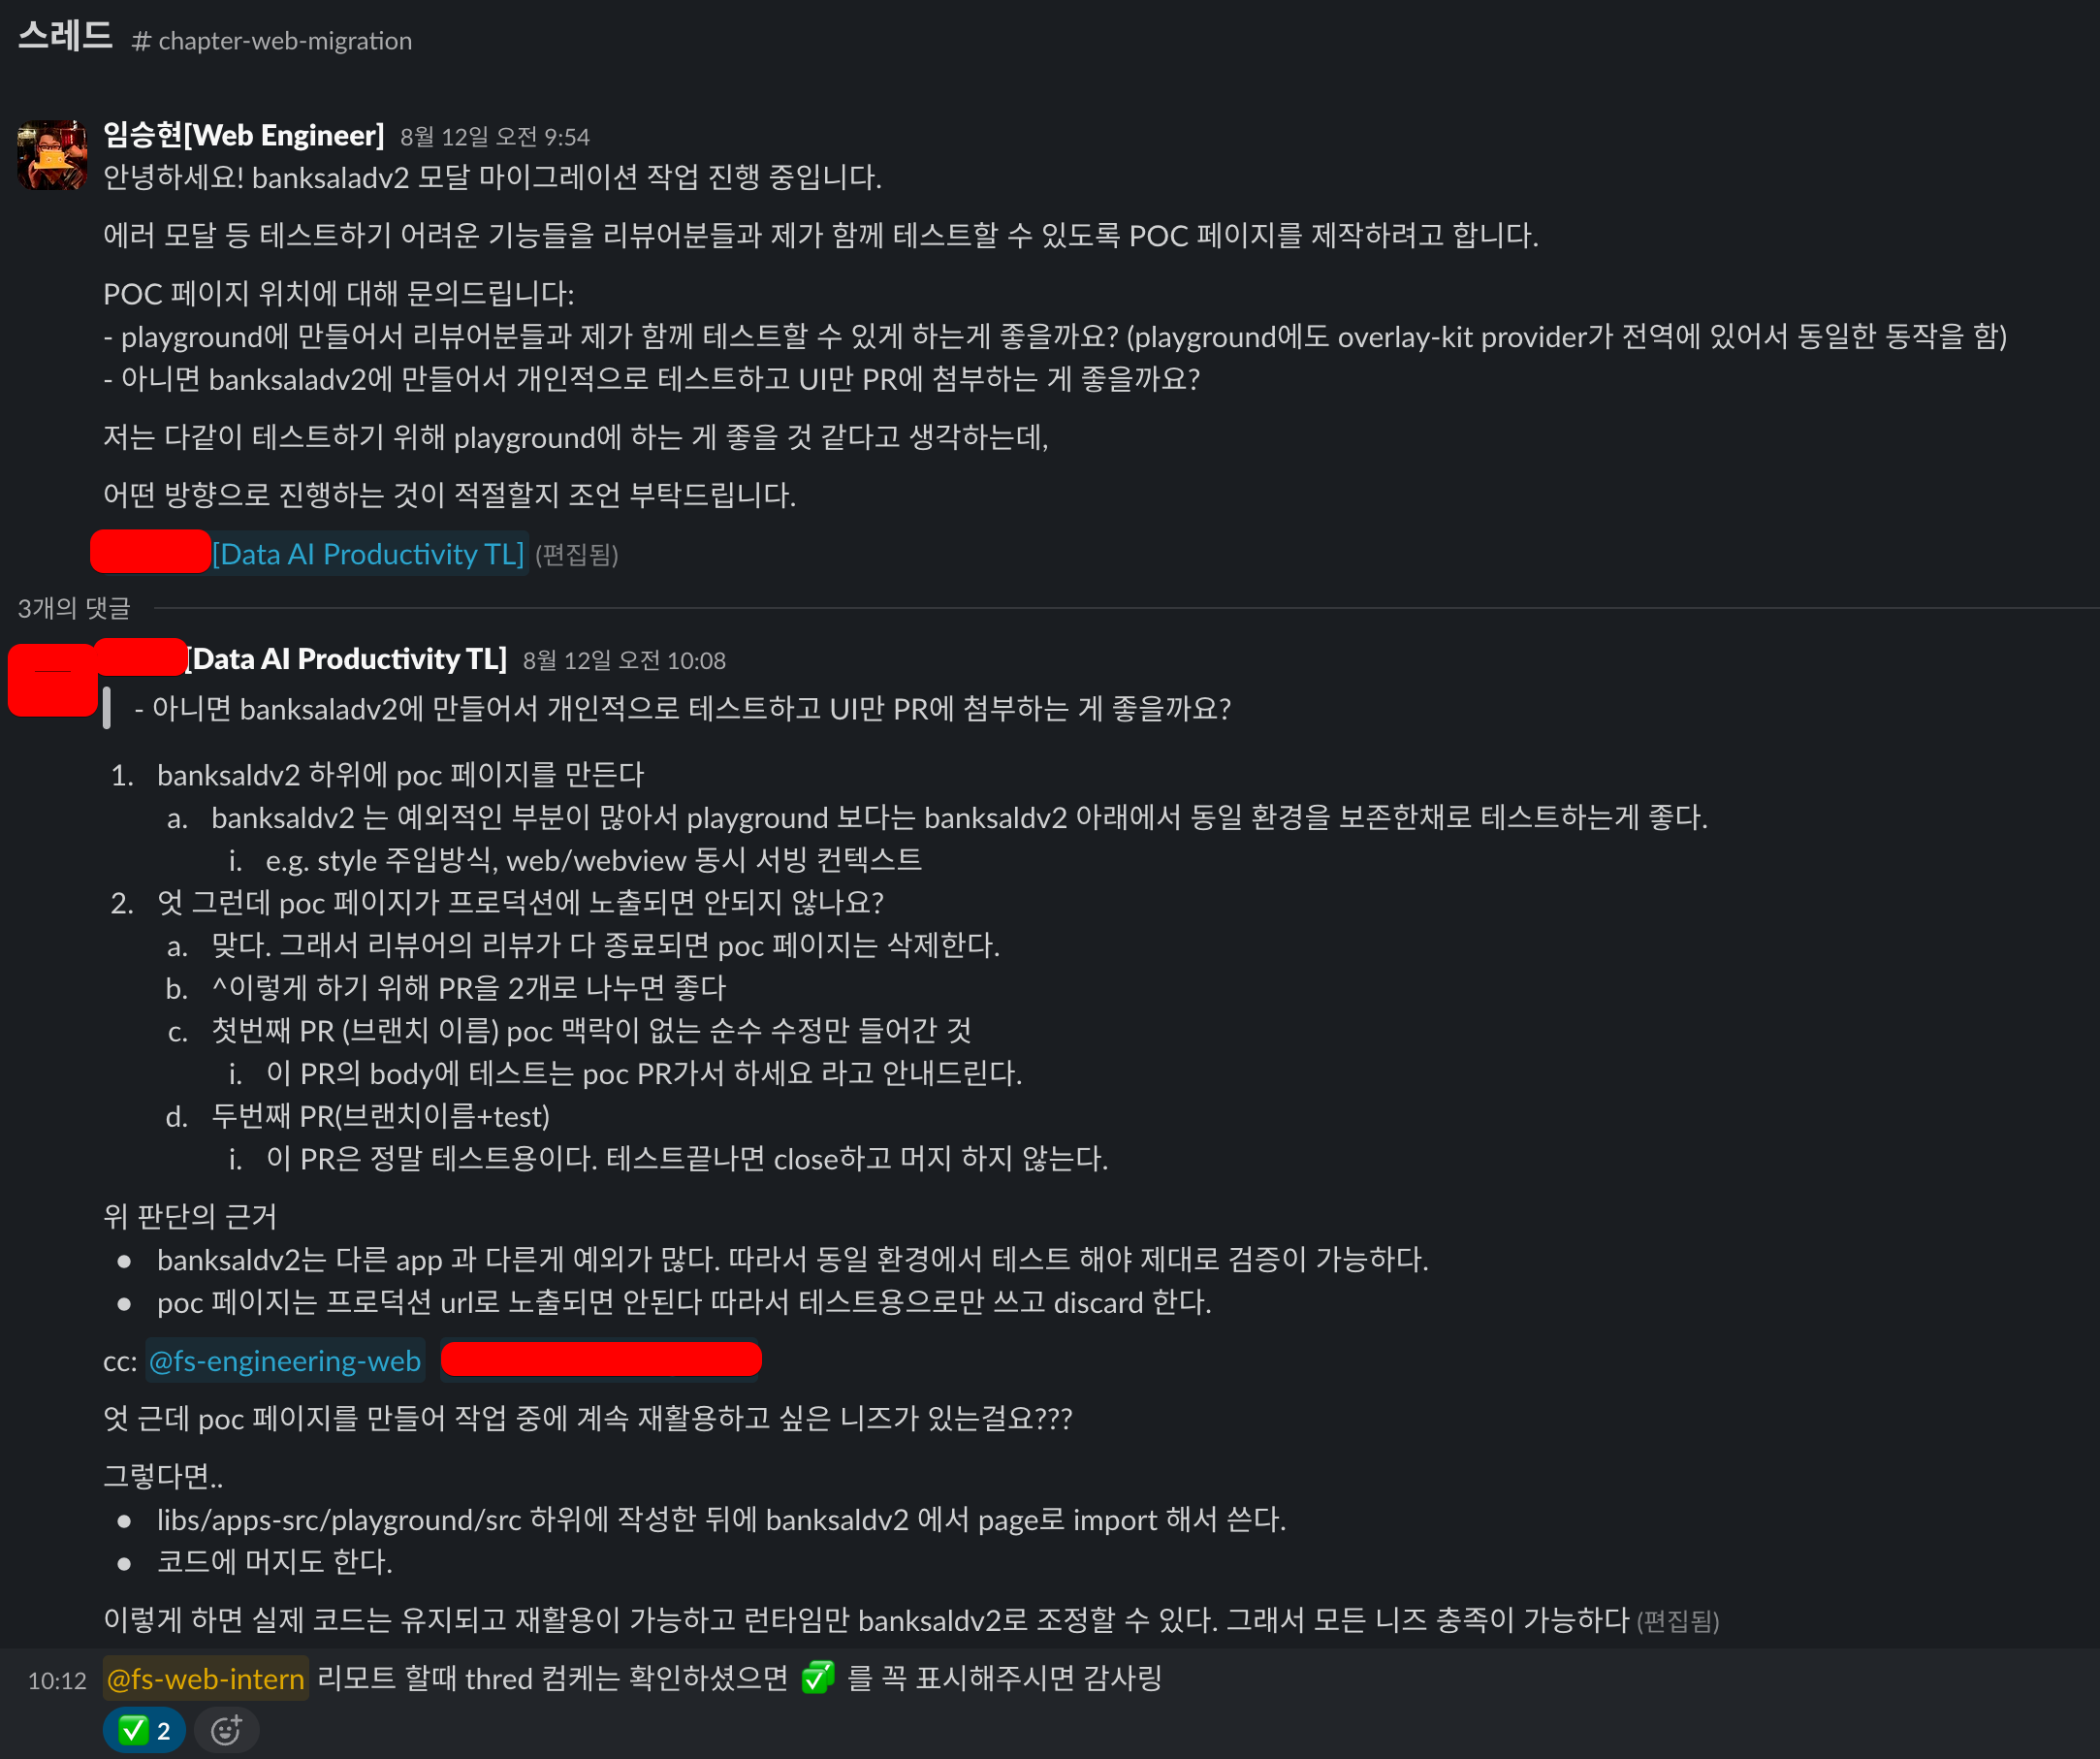 스레드 # chapter-web-migration
임승현[Web Engineer] 8월 12일 오전 9:54
안녕하세요! banksaladv2 모달 마이그레이션 작업 진행 중입니다.
에러 모달 등 테스트하기 어려운 기능들을 리뷰어분들과 제가 함께 테스트할 수 있도록 POC 페이지를 제작하려고 합니다.
POC 페이지 위치에 대해 문의드립니다:
- playground에 만들어서 리뷰어분들과 제가 함께 테스트할 수 있게 하는게 좋을까요? (playground에도 overlay-kit provider가 전역에 있어서 동일한 동작을 함)
- 아니면 banksaladv2에 만들어서 개인적으로 테스트하고 UI만 PR에 첨부하는 게 좋을까요?
저는 다같이 테스트하기 위해 playground에 하는 게 좋을 것 같다고 생각하는데,
어떤 방향으로 진행하는 것이 적절할지 조언 부탁드립니다.
[Data AI Productivity TL] (편집됨)
3개의 댓글
[Data AI Productivity TL] 8월 12일 오전 10:08
- 아니면 banksaladv2에 만들어서 개인적으로 테스트하고 UI만 PR에 첨부하는 게 좋을까요?
1. banksaldv2 하위에 poc 페이지를 만든다
a. banksaldv2 는 예외적인 부분이 많아서 playground 보다는 banksaldv2 아래에서 동일 환경을 보존한채로 테스트하는게 좋다.
i. e.g. style 주입방식, web/webview 동시 서빙 컨텍스트
2. 엇 그런데 poc 페이지가 프로덕션에 노출되면 안되지 않나요?
a. 맞다. 그래서 리뷰어의 리뷰가 다 종료되면 poc 페이지는 삭제한다.
b. ^이렇게 하기 위해 PR을 2개로 나누면 좋다
c. 첫번째 PR (브랜치 이름) poc 맥락이 없는 순수 수정만 들어간 것
i. 이 PR의 body에 테스트는 poc PR가서 하세요 라고 안내드린다.
d. 두번째 PR(브랜치이름+test)
i. 이 PR은 정말 테스트용이다. 테스트끝나면 close하고 머지 하지 않는다.
위 판단의 근거
● banksaldv2는 다른 app 과 다른게 예외가 많다. 따라서 동일 환경에서 테스트 해야 제대로 검증이 가능하다.
● poc 페이지는 프로덕션 url로 노출되면 안된다 따라서 테스트용으로만 쓰고 discard 한다.
cc: @fs-engineering-web
엇 근데 poc 페이지를 만들어 작업 중에 계속 재활용하고 싶은 니즈가 있는걸요???
그렇다면..
● libs/apps-src/playground/src 하위에 작성한 뒤에 banksaldv2 에서 page로 import 해서 쓴다.
● 코드에 머지도 한다.
이렇게 하면 실제 코드는 유지되고 재활용이 가능하고 런타임만 banksaldv2로 조정할 수 있다. 그래서 모든 니즈 충족이 가능하다 (편집됨)
10:12 @fs-web-intern 리모트 할때 thred 컴케는 확인하셨으면 ✅ 를 꼭 표시해주시면 감사링
✅ 2